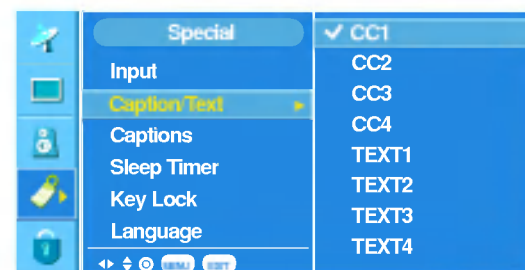 Special
Input
Caption/Text
Captions
Sleep Timer
Key Lock
Language
MENU EXIT
CC1
CC2
CC3
CC4
TEXT1
TEXT2
TEXT3
TEXT4